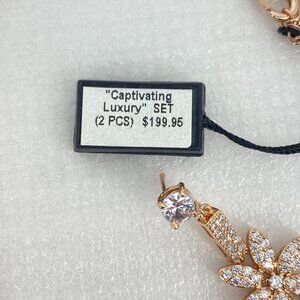 "Captivating
Luxury" SET
(2 PCS) $199.95